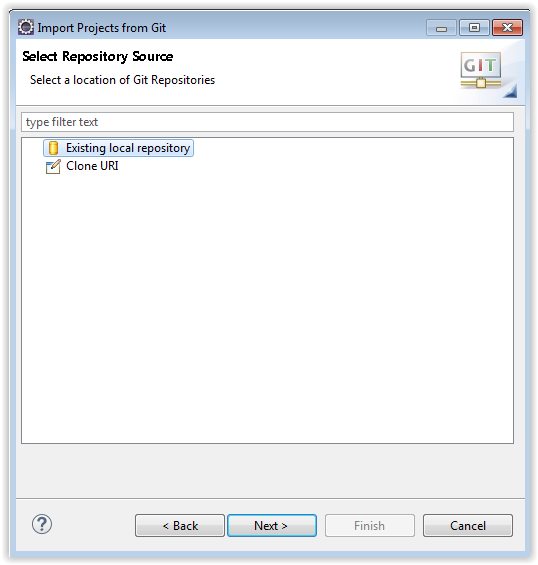 Import Projects from Git
Select Repository Source
Select a location of Git Repositories
GIT
type filter text
Existing local repository
Clone URI
?
< Back
Next >
Finish
Cancel